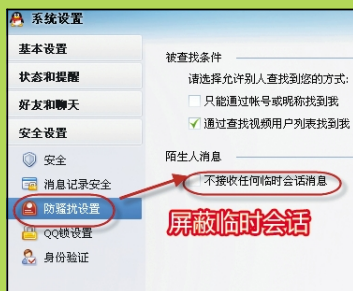 系统设置
基本设置
状态和提醒
好友和聊天
安全设置
安全
消息记录安全
防骚扰设置
QQ锁设置
身份验证
被查找条件
请选择允许别人查找到您的方式:
只能通过帐号或昵称找到我
通过查找视频用户列表找到我
陌生人消息
不接收任何临时会话消息
屏蔽临时会话